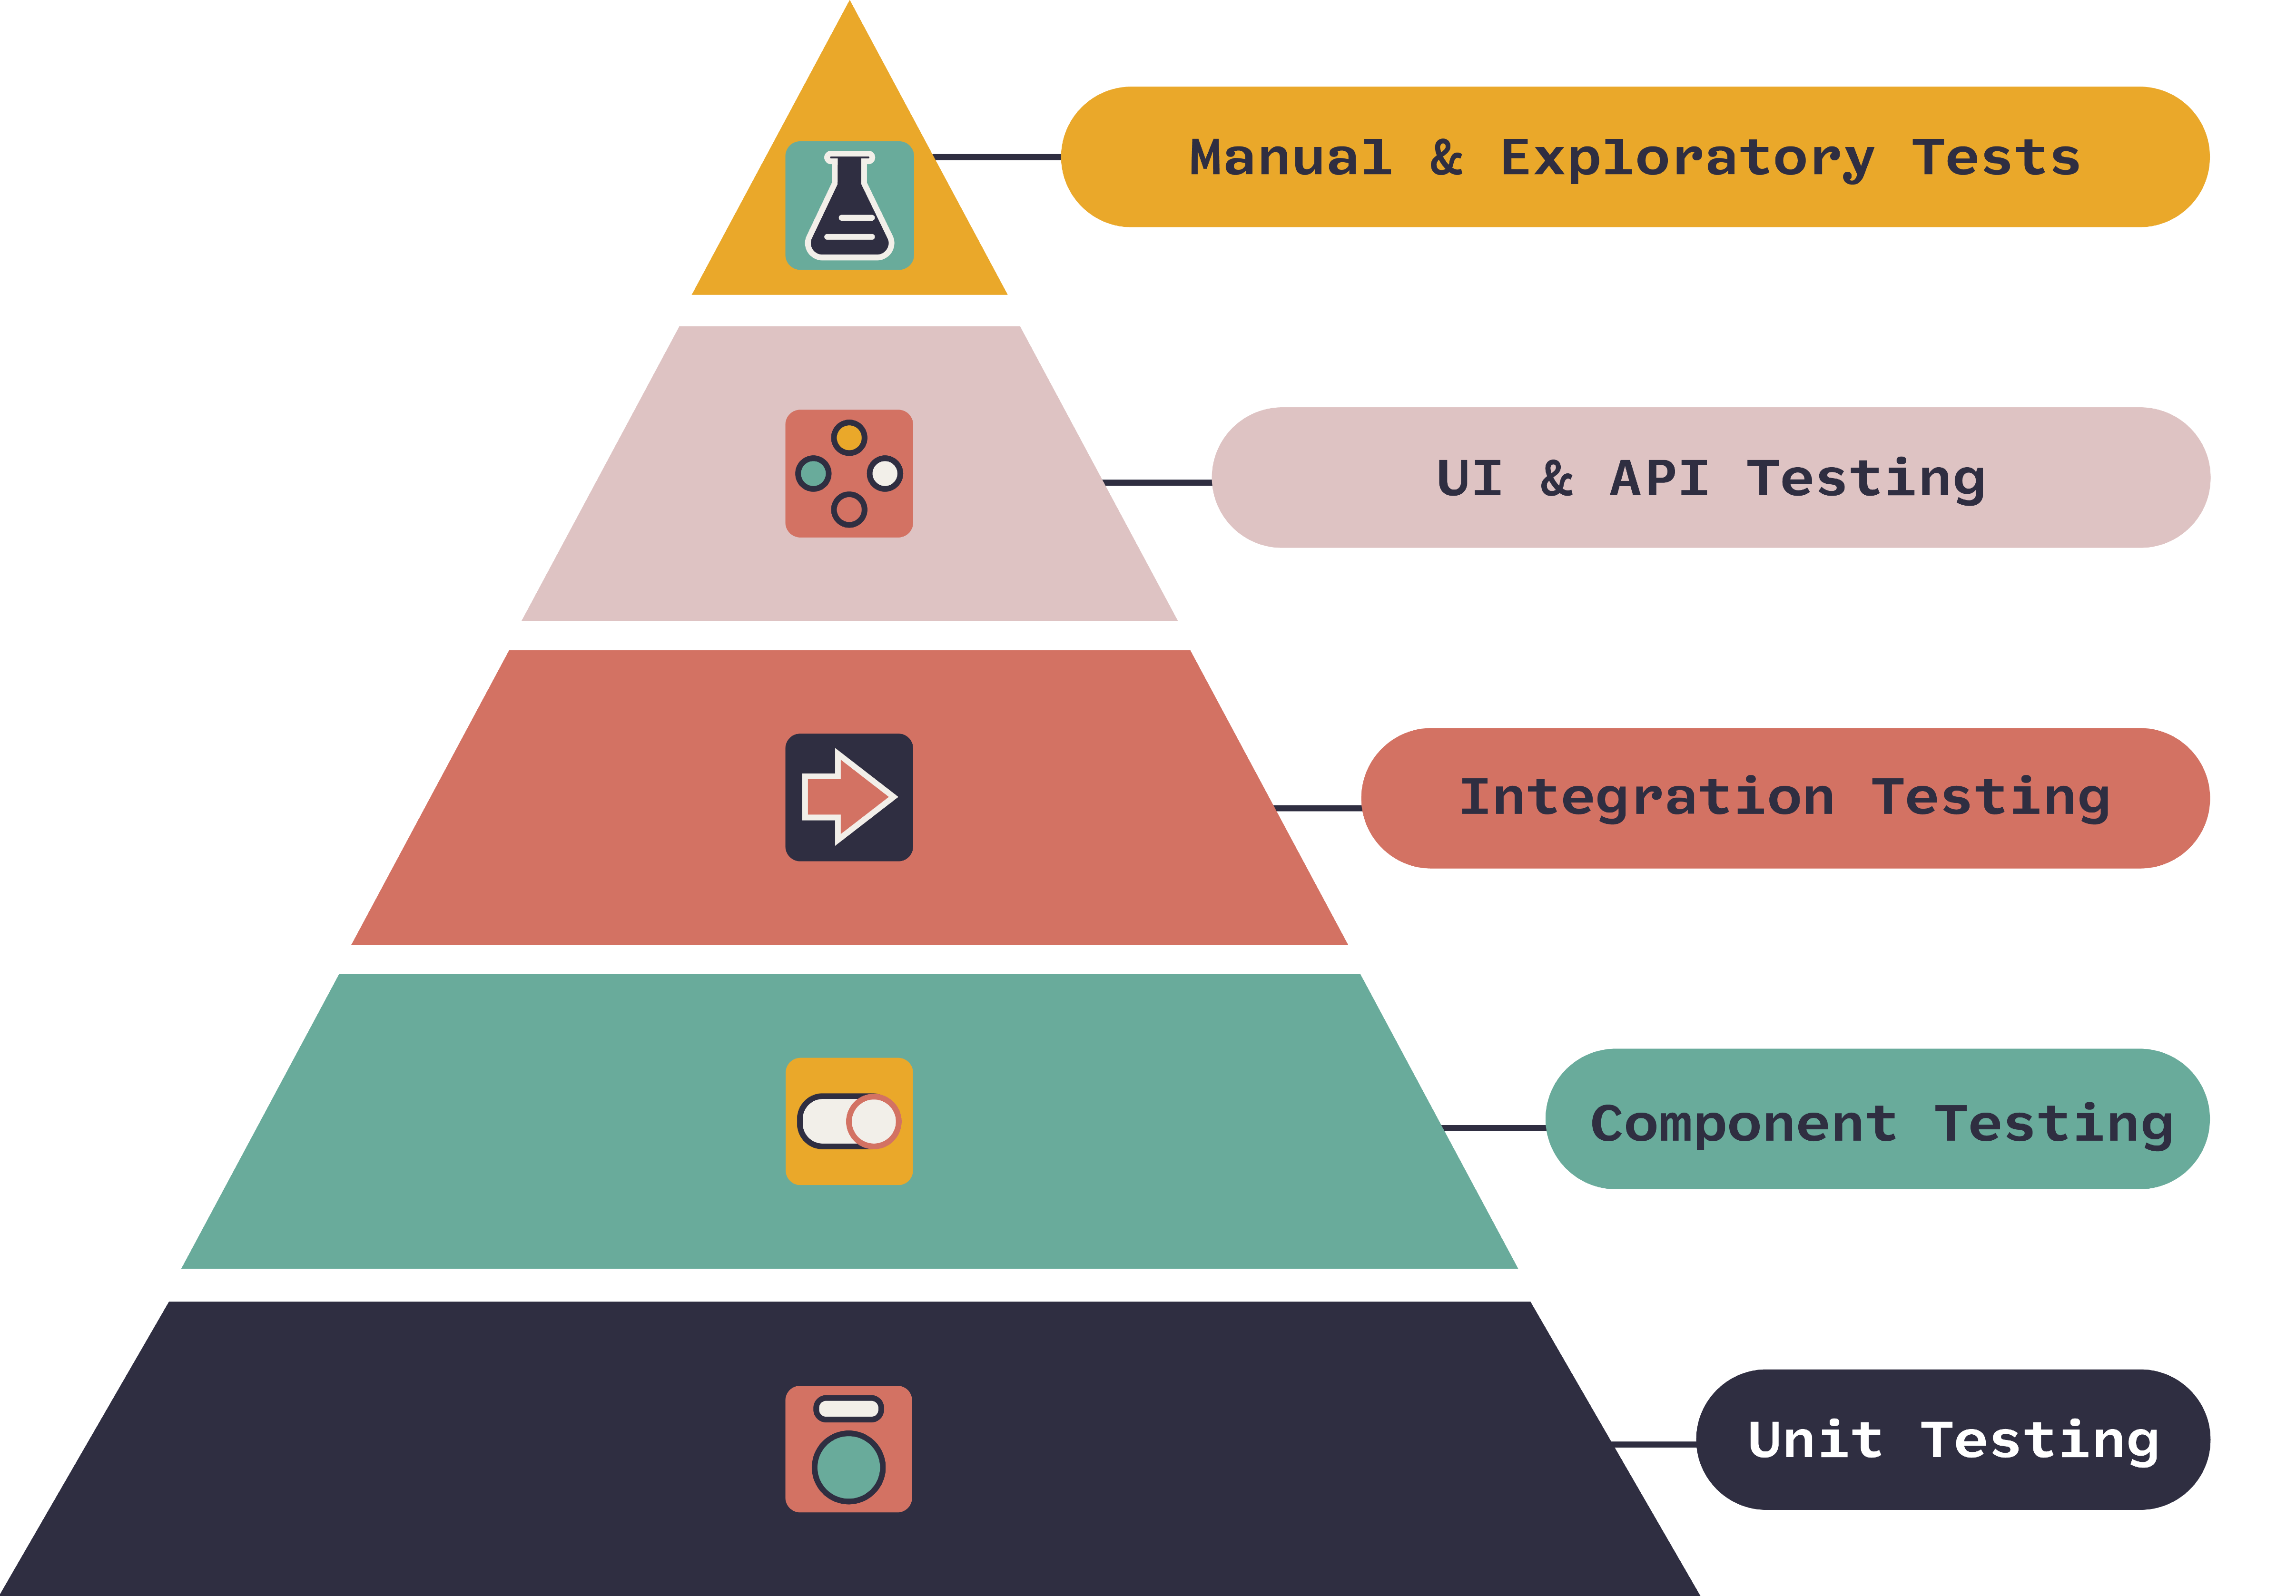 Manual & Exploratory Tests
UI & API Testing
Integration Testing
Component Testing
Unit Testing